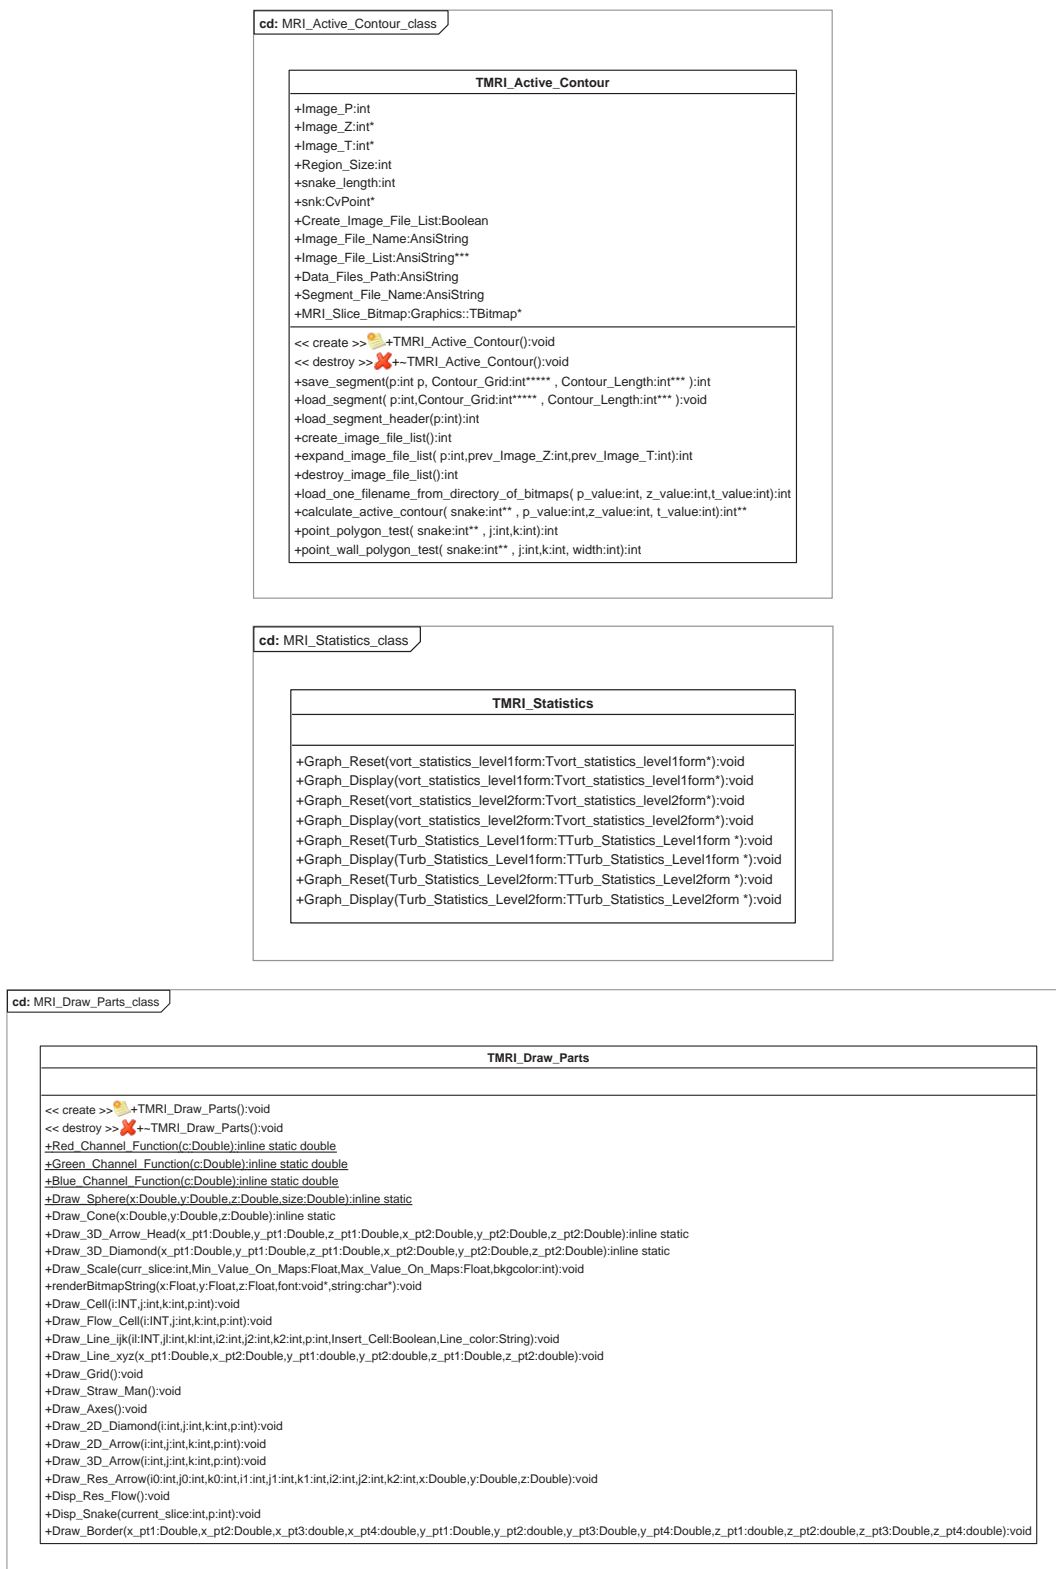 cd: MRI_Active_Contour_class
TMRI_Active_Contour
+Image_P:int
+Image_Z:int*
+Image_T:int*
+Region_Size:int
+snake_length:int
+snk:CvPoint*
+Create_Image_File_List:Boolean
+Image_File_Name:AnsiString
+Image_File_List:AnsiString***
+Data_Files_Path:AnsiString
+Segment_File_Name:AnsiString
+MRI_Slice_Bitmap:Graphics::TBitmap*
<< create >>+TMRI_Active_Contour():void
<< destroy >>+~TMRI_Active_Contour():void
+save_segment(p:int p, Contour_Grid:int***** , Contour_Length:int*** ):int
+load_segment( p:int,Contour_Grid:int***** , Contour_Length:int*** ):void
+load_segment_header(p:int):int
+create_image_file_list():int
+expand_image_file_list( p:int,prev_Image_Z:int,prev_Image_T:int):int
+destroy_image_file_list():int
+load_one_filename_from_directory_of_bitmaps( p_value:int, z_value:int,t_value:int):int
+calculate_active_contour( snake:int** , p_value:int,z_value:int, t_value:int):int**
+point_polygon_test( snake:int** , j:int,k:int):int
+point_wall_polygon_test( snake:int** , j:int,k:int, width:int):int
cd: MRI_Statistics_class
TMRI_Statistics
+Graph_Reset(vort_statistics_level1form:Tvort_statistics_level1form*):void
+Graph_Display(vort_statistics_level1form:Tvort_statistics_level1form*):void
+Graph_Reset(vort_statistics_level2form:Tvort_statistics_level2form*):void
+Graph_Display(vort_statistics_level2form:Tvort_statistics_level2form*):void
+Graph_Reset(Turb_Statistics_Level1form:TTurb_Statistics_Level1form *):void
+Graph_Display(Turb_Statistics_Level1form:TTurb_Statistics_Level1form *):void
+Graph_Reset(Turb_Statistics_Level2form:TTurb_Statistics_Level2form *):void
+Graph_Display(Turb_Statistics_Level2form:TTurb_Statistics_Level2form *):void
cd: MRI_Draw_Parts_class
TMRI_Draw_Parts
<< create >>+TMRI_Draw_Parts():void
<< destroy >>+~TMRI_Draw_Parts():void
+Red_Channel_Function(c:Double):inline static double
+Green_Channel_Function(c:Double):inline static double
+Blue_Channel_Function(c:Double):inline static double
+Draw_Sphere(x:Double,y:Double,z:Double,size:Double):inline static
+Draw_Cone(x:Double,y:Double,z:Double):inline static
+Draw_3D_Arrow_Head(x_pt1:Double,y_pt1:Double,z_pt1:Double,x_pt2:Double,y_pt2:Double,z_pt2:Double):inline static
+Draw_3D_Diamond(x_pt1:Double,y_pt1:Double,z_pt1:Double,x_pt2:Double,y_pt2:Double,z_pt2:Double):inline static
+Draw_Scale(curr_slice:int,Min_Value_On_Maps:Float,Max_Value_On_Maps:Float,bkgcolor:int):void
+renderBitmapString(x:Float,y:Float,z:Float,font:void*,string:char*):void
+Draw_Cell(i:INT,j:int,k:int,p:int):void
+Draw_Flow_Cell(i:INT,j:int,k:int,p:int):void
+Draw_Line_ijk(il:INT,jl:int,kl:int,i2:int,j2:int,k2:int,p:int,Insert_Cell:Boolean,Line_color:String):void
+Draw_Line_xyz(x_pt1:Double,x_pt2:Double,y_pt1:double,y_pt2:double,z_pt1:Double,z_pt2:double):void
+Draw_Grid():void
+Draw_Straw_Man():void
+Draw_Axes():void
+Draw_2D_Diamond(i:int,j:int,k:int,p:int):void
+Draw_2D_Arrow(i:int,j:int,k:int,p:int):void
+Draw_3D_Arrow(i:int,j:int,k:int,p:int):void
+Draw_Res_Arrow(i0:int,j0:int,k0:int,i1:int,j1:int,k1:int,i2:int,j2:int,k2:int,x:Double,y:Double,z:Double):void
+Disp_Res_Flow():void
+Disp_Snake(current_slice:int,p:int):void
+Draw_Border(x_pt1:Double,x_pt2:Double,x_pt3:double,x_pt4:double,y_pt1:Double,y_pt2:double,y_pt3:Double,y_pt4:Double,z_pt1:double,z_pt2:double,z_pt3:Double,z_pt4:double):void